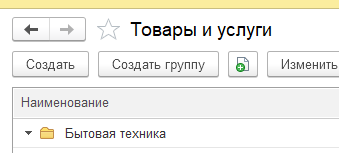 Товары и услуги
Создать Создать группу Изменить
Наименование
Бытовая техника